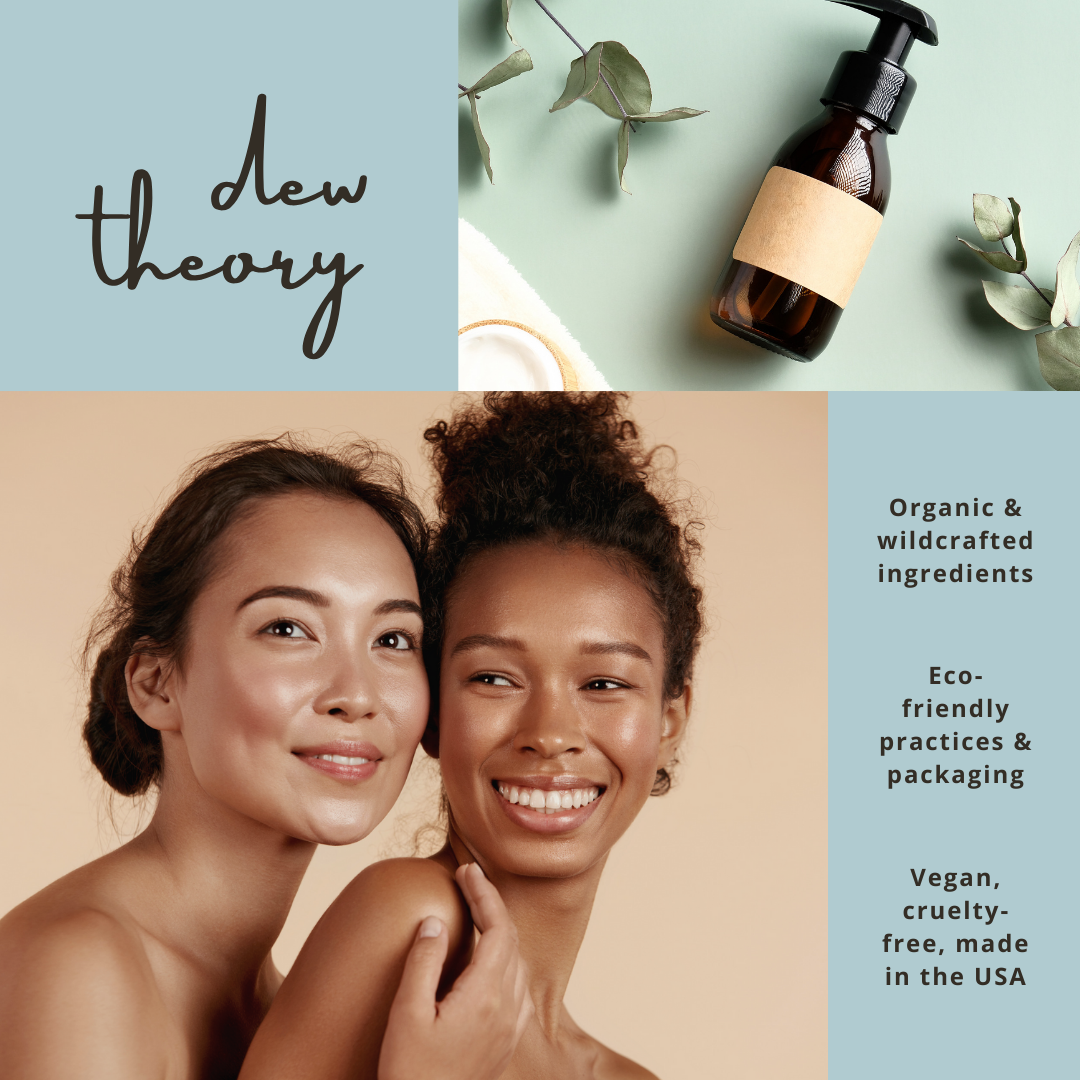 dew
theory
Organic &
wildcrafted
ingredients
Eco-
friendly
practices &
packaging
Vegan,
cruelty-
free, made
in the USA